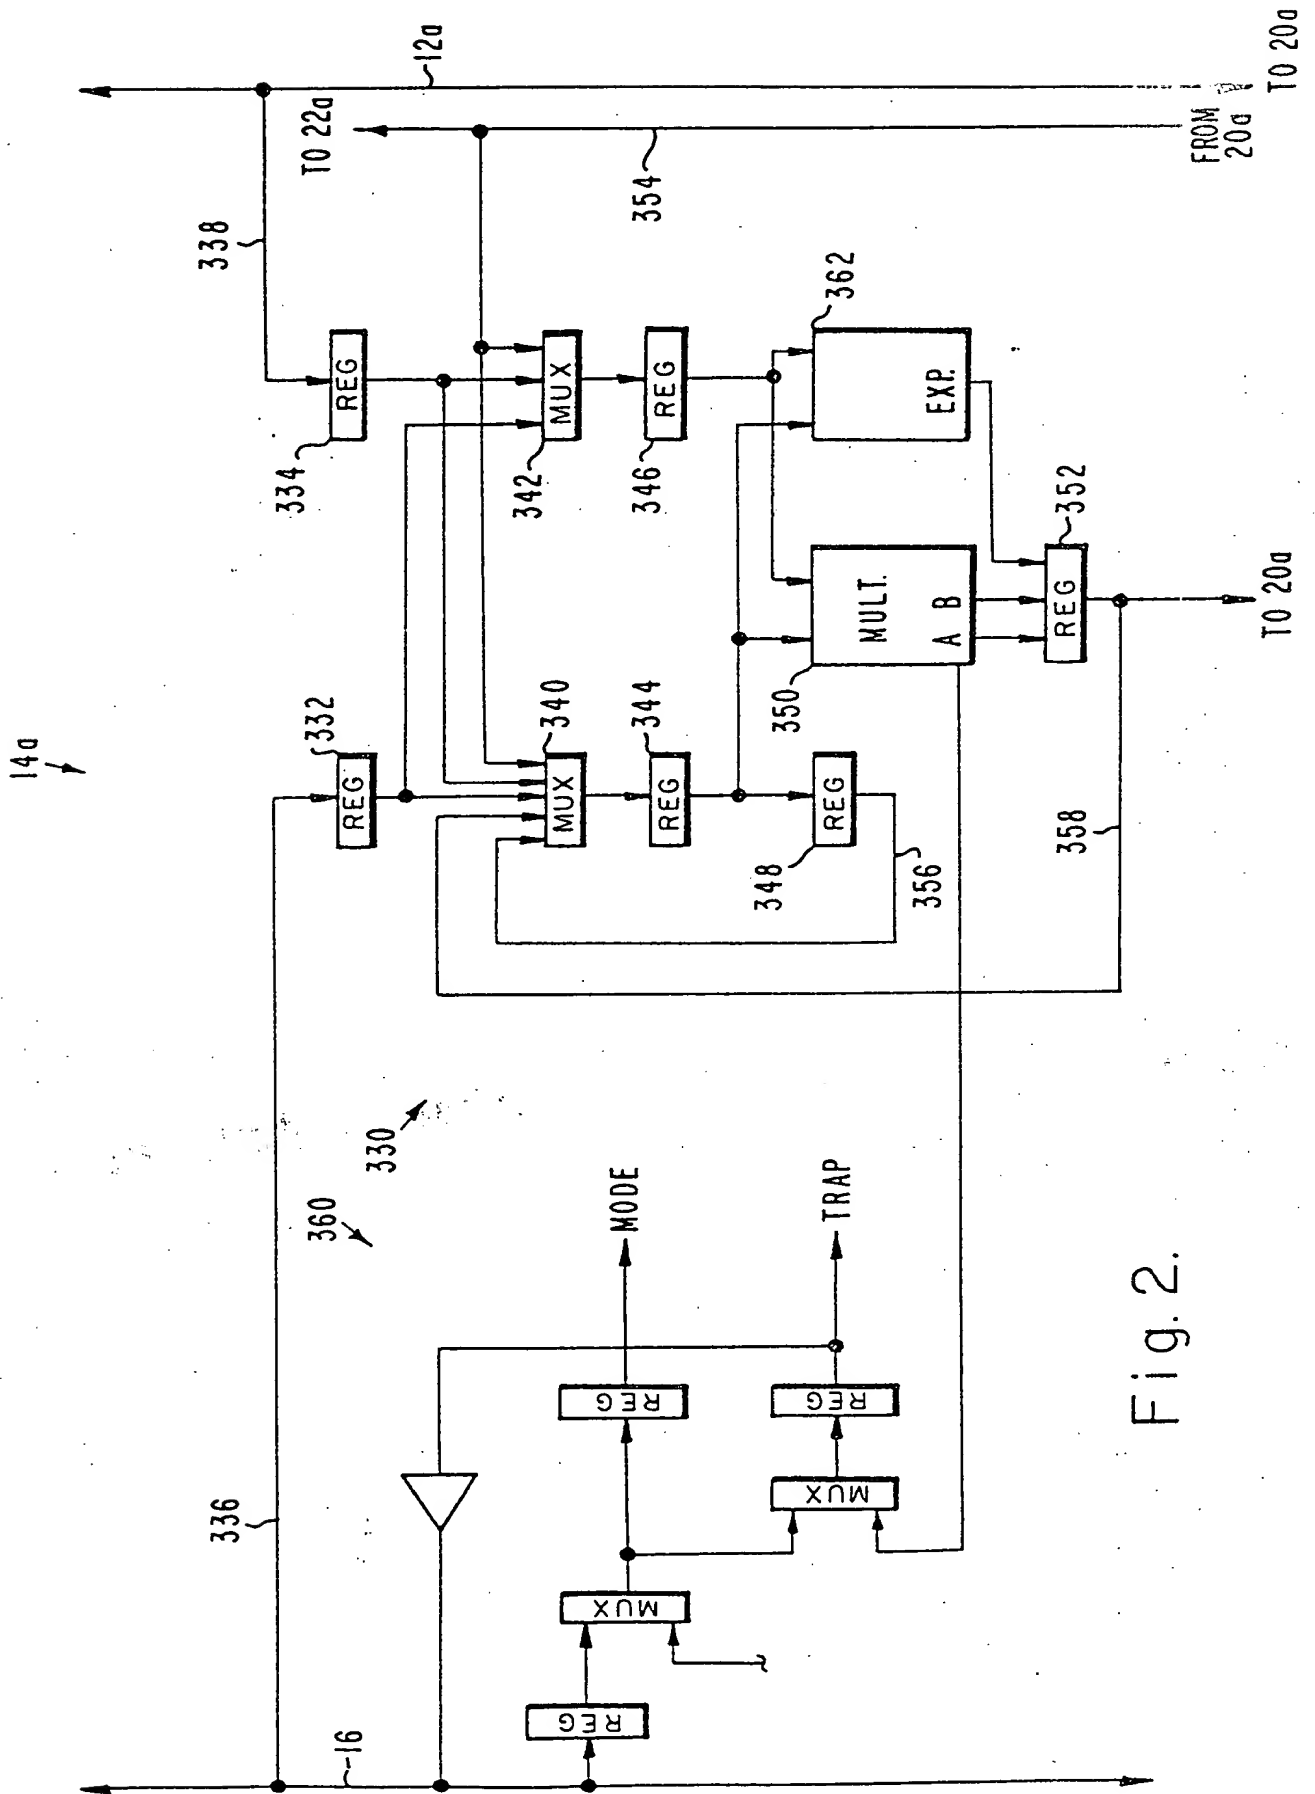 14a
12a
TO 22a
338
354
FROM
20a
TO 20a
334
REG
332
REG
342
MUX
340
MUX
346
REG
344
REG
362
EXP.
350
MULT.
A B
348
REG
356
352
REG
358
TO 20a
330
360
336
16
MODE
TRAP
REG
REG
MUX
MUX
REG
Fig. 2.